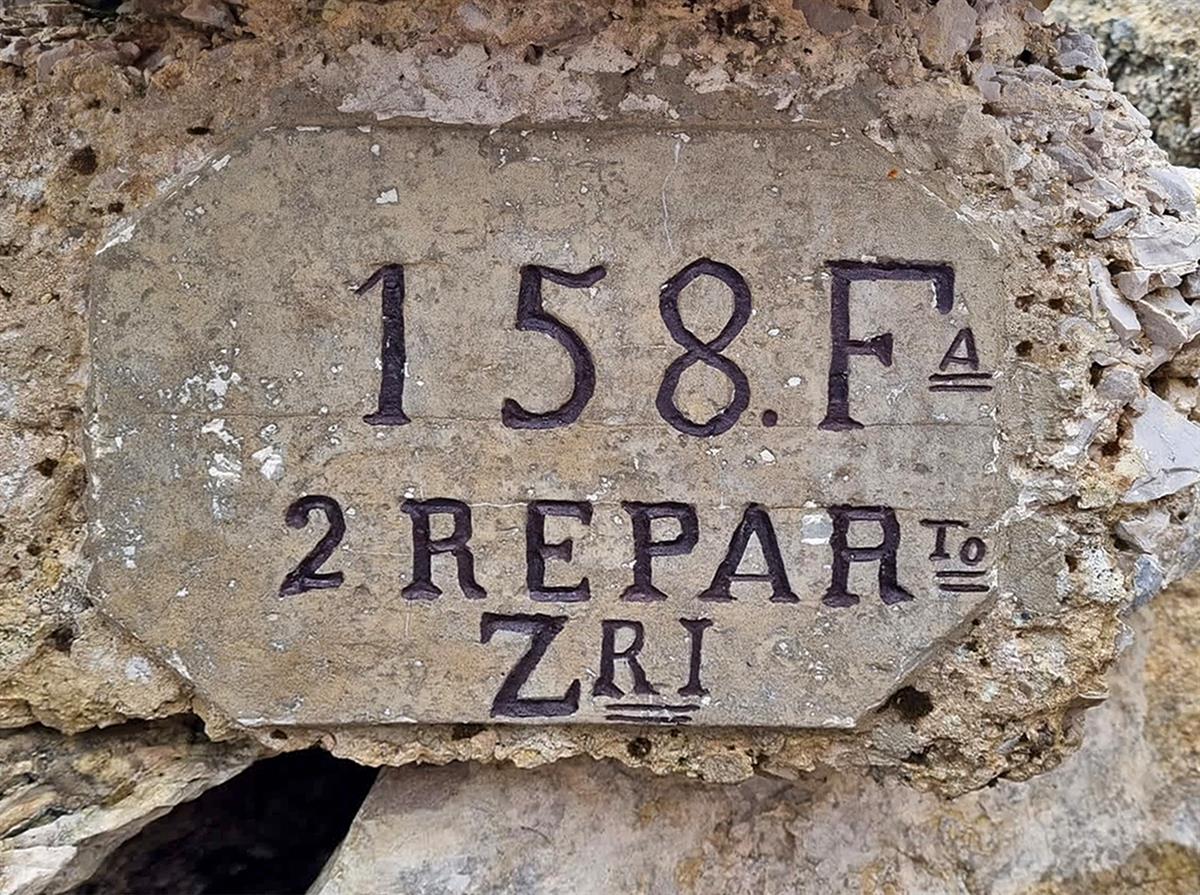 158.Fᴬ
2 REPARᵀᵒ
Zᴿᴵ